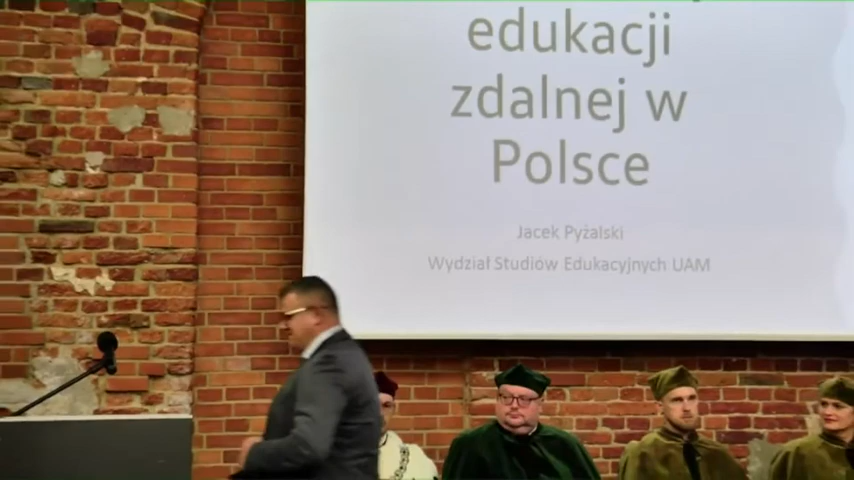 edukacji
zdalnej w
Polsce
Jacek Pyżalski
Wydział Studiów Edukacyjnych UAM